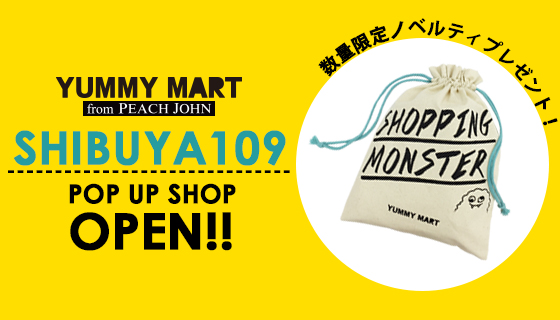 YUMMY MART
from PEACH JOHN
SHIBUYA109
POP UP SHOP
OPEN!!
数量限定ノベルティプレゼント!
SHOPPING
MONSTER
YUMMY MART